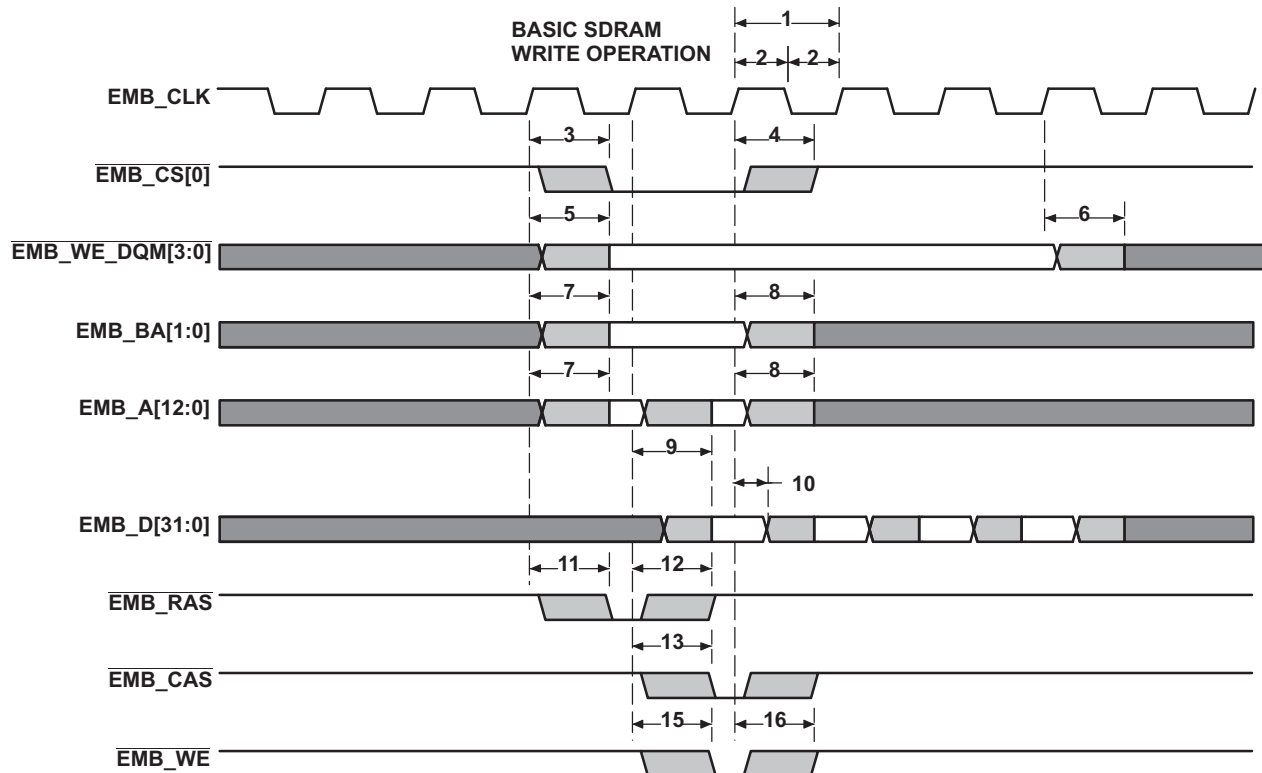 BASIC SDRAM
WRITE OPERATION
1
2
2
EMB_CLK
3
4
EMB_CS[0]
5
6
EMB_WE_DQM[3:0]
7
8
EMB_BA[1:0]
7
8
EMB_A[12:0]
9
10
EMB_D[31:0]
11
12
EMB_RAS
13
EMB_CAS
15
16
EMB_WE